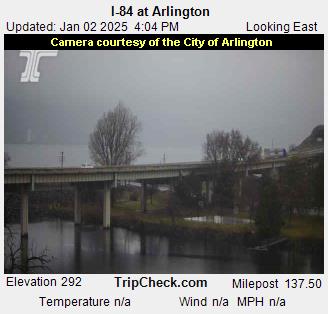 I-84 at Arlington
Updated: Jan 02 2025 4:04 PM Looking East
Camera courtesy of the City of Arlington
Elevation 292 TripCheck.com Milepost 137.50
Temperature n/a Wind n/a MPH n/a